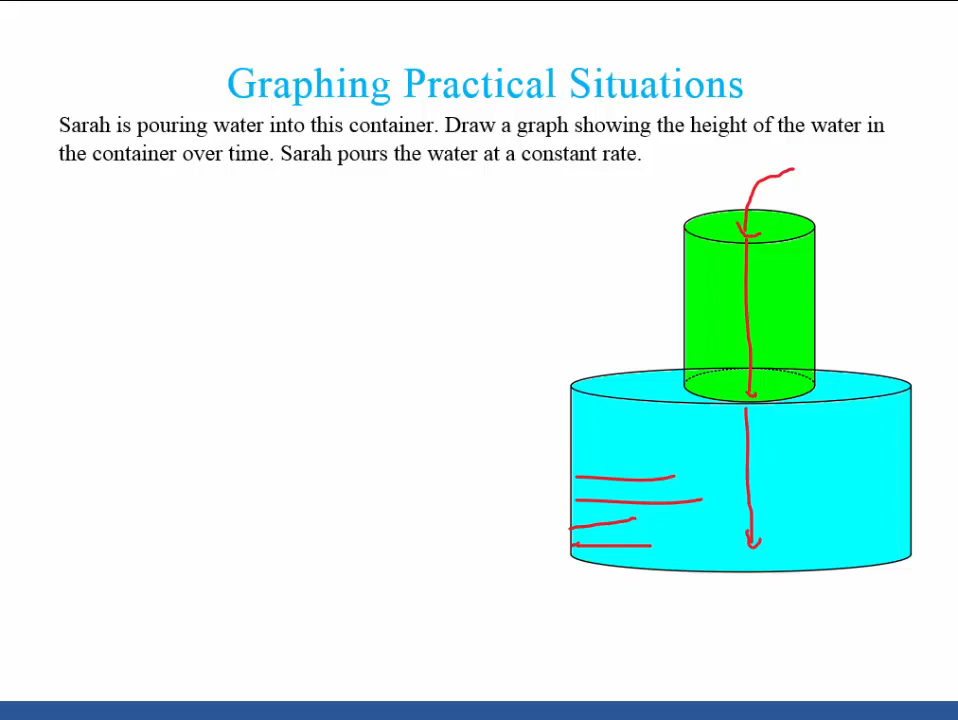 Graphing Practical Situations
Sarah is pouring water into this container. Draw a graph showing the height of the water in
the container over time. Sarah pours the water at a constant rate.